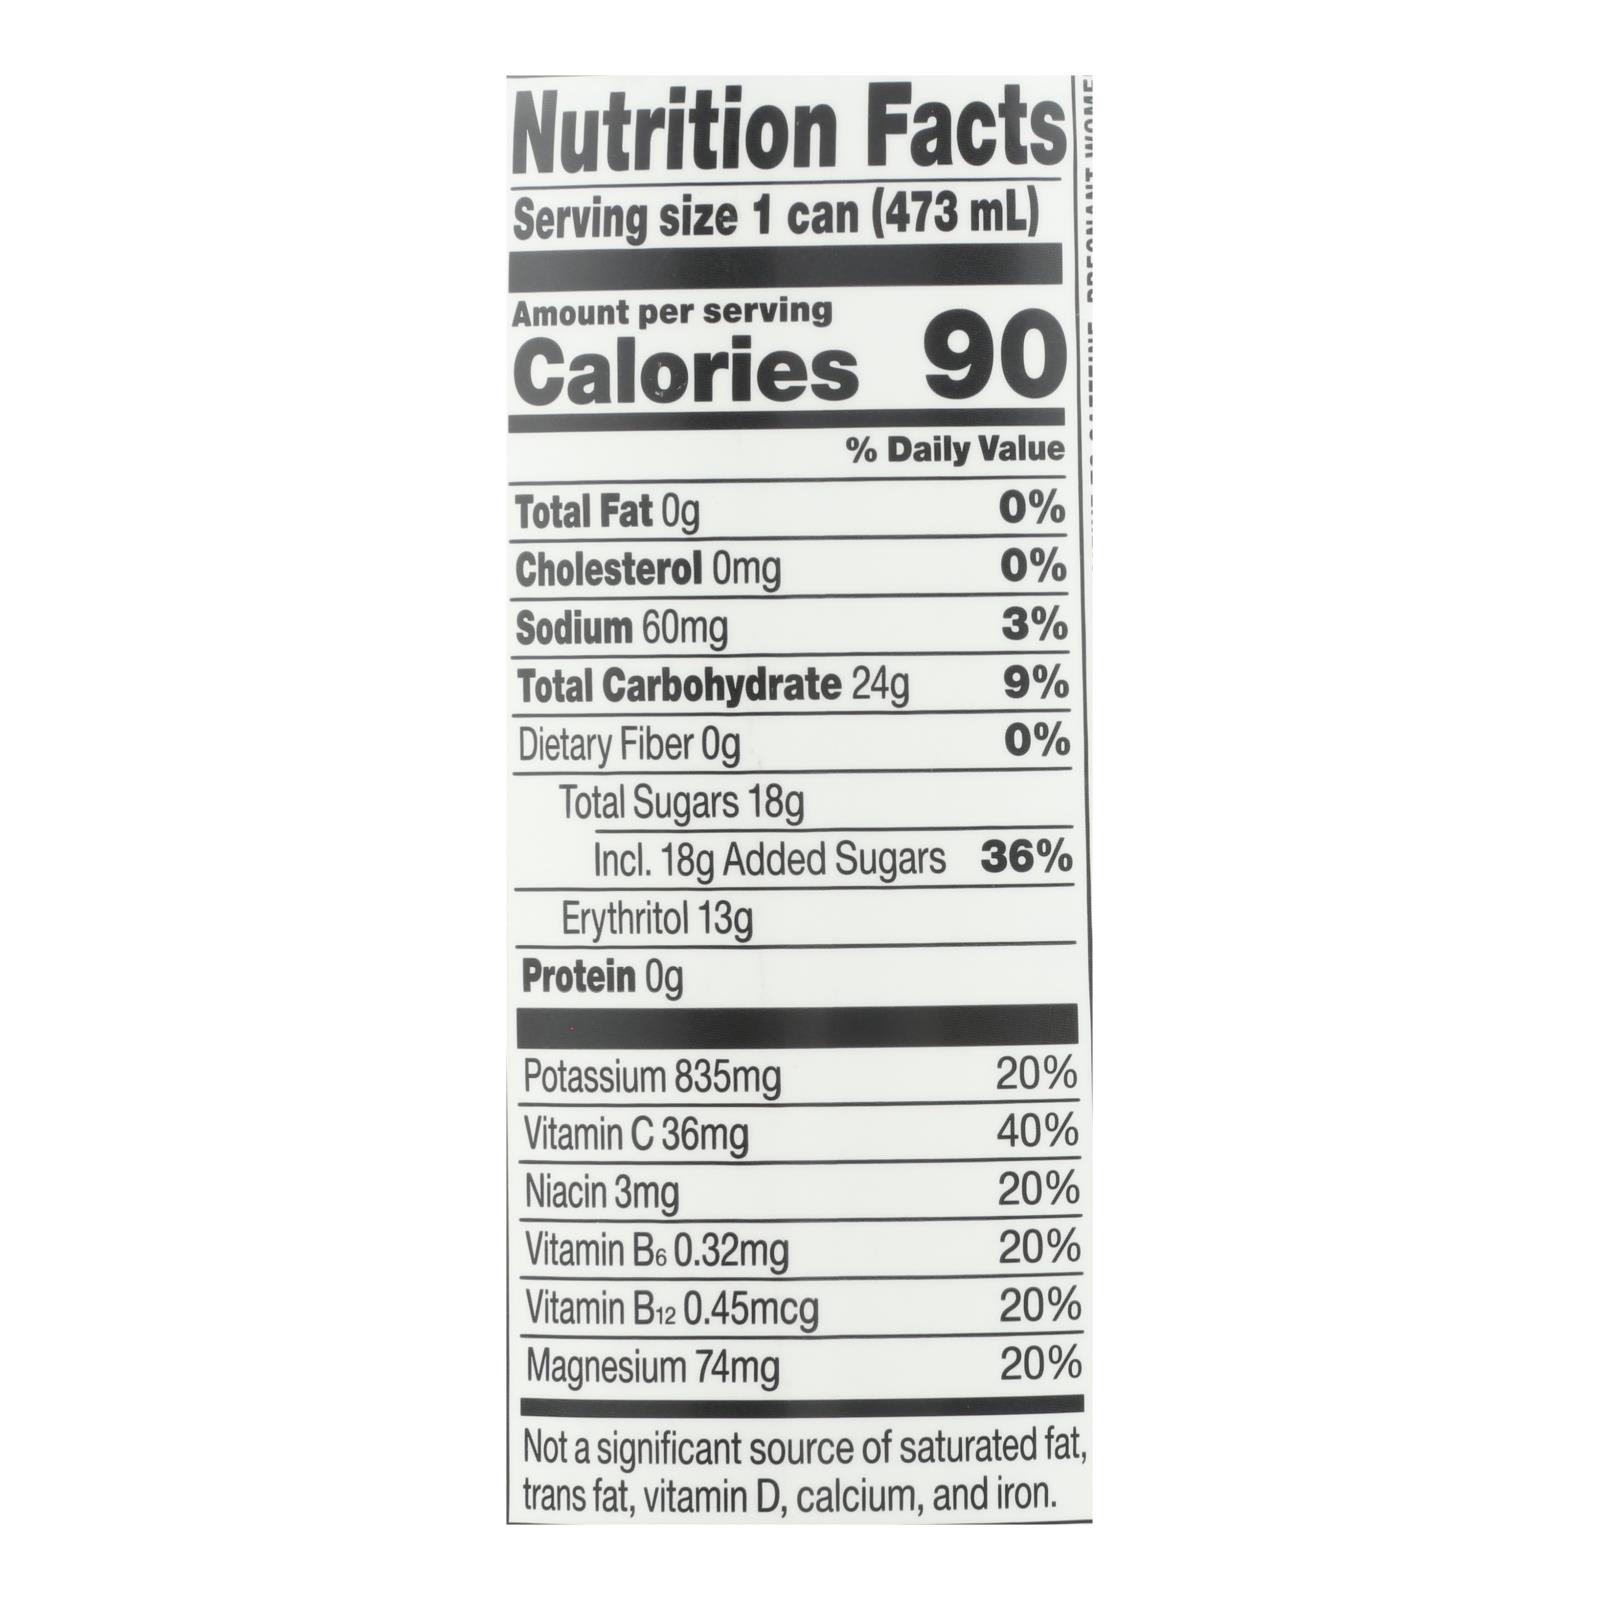 Nutrition Facts
Serving size 1 can (473 mL)
Amount per serving
Calories 90
% Daily Value
Total Fat 0g 0%
Cholesterol 0mg 0%
Sodium 60mg 3%
Total Carbohydrate 24g 9%
Dietary Fiber 0g 0%
Total Sugars 18g
Incl. 18g Added Sugars 36%
Erythritol 13g
Protein 0g
Potassium 835mg 20%
Vitamin C 36mg 40%
Niacin 3mg 20%
Vitamin B6 0.32mg 20%
Vitamin B12 0.45mcg 20%
Magnesium 74mg 20%
Not a significant source of saturated fat,
trans fat, vitamin D, calcium, and iron.